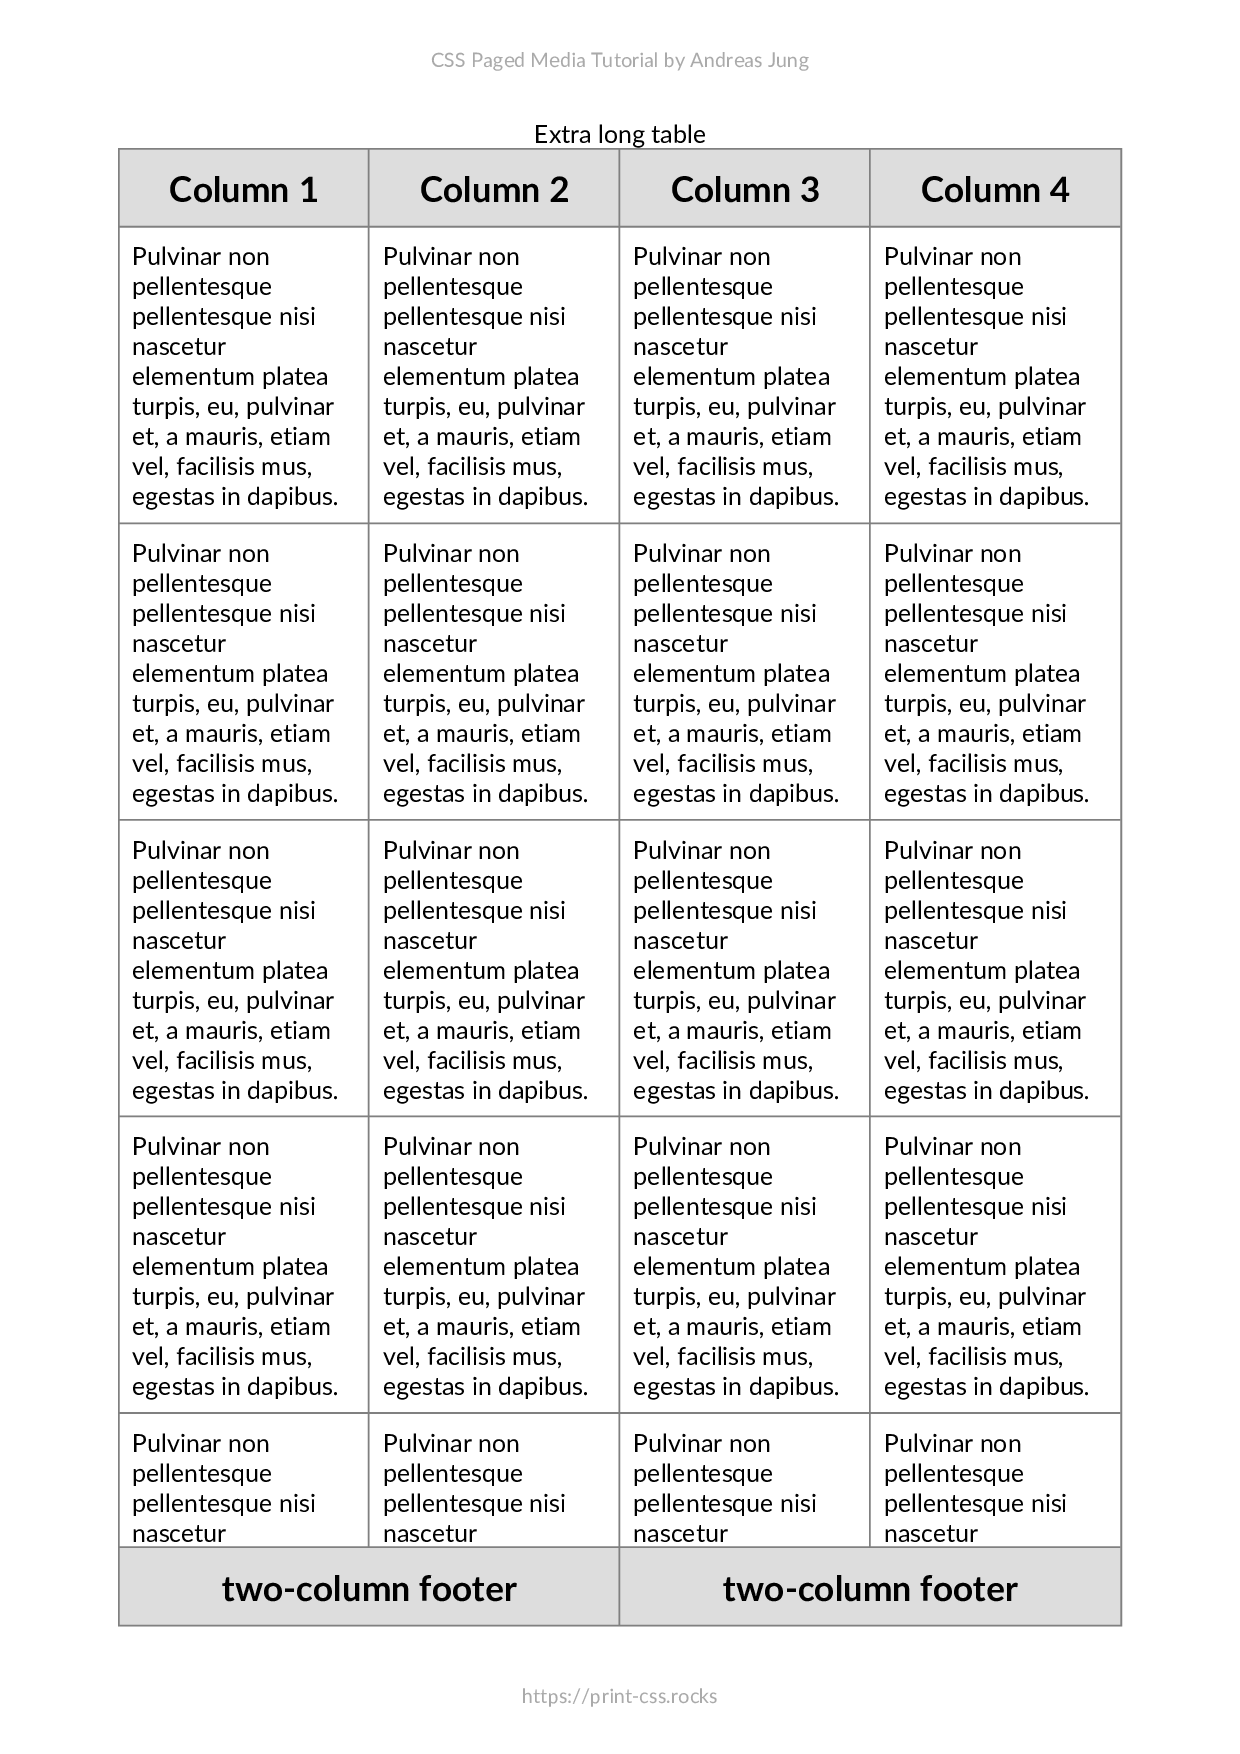 CSS Paged Media Tutorial by Andreas Jung
Extra long table
Column 1 Column 2 Column 3 Column 4
Pulvinar non Pulvinar non Pulvinar non Pulvinar non
pellentesque pellentesque pellentesque pellentesque
pellentesque nisi pellentesque nisi pellentesque nisi pellentesque nisi
nascetur nascetur nascetur nascetur
elementum platea elementum platea elementum platea elementum platea
turpis, eu, pulvinar turpis, eu, pulvinar turpis, eu, pulvinar turpis, eu, pulvinar
et, a mauris, etiam et, a mauris, etiam et, a mauris, etiam et, a mauris, etiam
vel, facilisis mus, vel, facilisis mus, vel, facilisis mus, vel, facilisis mus,
egestas in dapibus. egestas in dapibus. egestas in dapibus. egestas in dapibus.
Pulvinar non Pulvinar non Pulvinar non Pulvinar non
pellentesque pellentesque pellentesque pellentesque
pellentesque nisi pellentesque nisi pellentesque nisi pellentesque nisi
nascetur nascetur nascetur nascetur
elementum platea elementum platea elementum platea elementum platea
turpis, eu, pulvinar turpis, eu, pulvinar turpis, eu, pulvinar turpis, eu, pulvinar
et, a mauris, etiam et, a mauris, etiam et, a mauris, etiam et, a mauris, etiam
vel, facilisis mus, vel, facilisis mus, vel, facilisis mus, vel, facilisis mus,
egestas in dapibus. egestas in dapibus. egestas in dapibus. egestas in dapibus.
Pulvinar non Pulvinar non Pulvinar non Pulvinar non
pellentesque pellentesque pellentesque pellentesque
pellentesque nisi pellentesque nisi pellentesque nisi pellentesque nisi
nascetur nascetur nascetur nascetur
elementum platea elementum platea elementum platea elementum platea
turpis, eu, pulvinar turpis, eu, pulvinar turpis, eu, pulvinar turpis, eu, pulvinar
et, a mauris, etiam et, a mauris, etiam et, a mauris, etiam et, a mauris, etiam
vel, facilisis mus, vel, facilisis mus, vel, facilisis mus, vel, facilisis mus,
egestas in dapibus. egestas in dapibus. egestas in dapibus. egestas in dapibus.
Pulvinar non Pulvinar non Pulvinar non Pulvinar non
pellentesque pellentesque pellentesque pellentesque
pellentesque nisi pellentesque nisi pellentesque nisi pellentesque nisi
nascetur nascetur nascetur nascetur
elementum platea elementum platea elementum platea elementum platea
turpis, eu, pulvinar turpis, eu, pulvinar turpis, eu, pulvinar turpis, eu, pulvinar
et, a mauris, etiam et, a mauris, etiam et, a mauris, etiam et, a mauris, etiam
vel, facilisis mus, vel, facilisis mus, vel, facilisis mus, vel, facilisis mus,
egestas in dapibus. egestas in dapibus. egestas in dapibus. egestas in dapibus.
Pulvinar non Pulvinar non Pulvinar non Pulvinar non
pellentesque pellentesque pellentesque pellentesque
pellentesque nisi pellentesque nisi pellentesque nisi pellentesque nisi
nascetur nascetur nascetur nascetur
two-column footer two-column footer
https://print-css.rocks